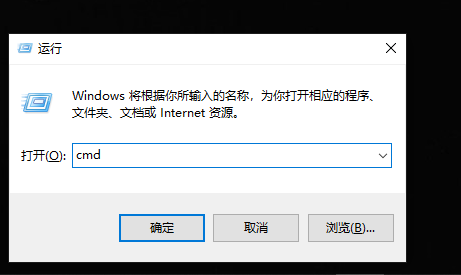 运行
Windows 将根据你所输入的名称，为你打开相应的程序、
文件夹、文档或 Internet 资源。
打开(O): cmd
确定 取消 浏览(B)...